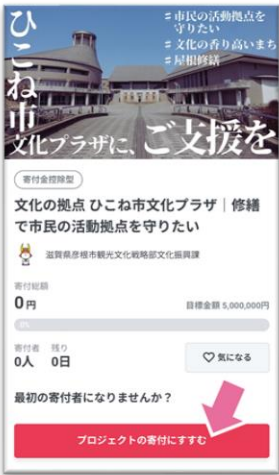 ひこね市
文化プラザに、ご支援を
#市民の活動拠点を
守りたい
#文化の香り高いまち
#屋根修繕
寄付金控除型
文化の拠点 ひこね市文化プラザ｜修繕
で市民の活動拠点を守りたい
滋賀県彦根市観光文化戦略部文化振興課
寄付総額
0円
目標金額 5,000,000円
0%
寄付者
0人
残り
0日
気になる
最初の寄付者になりませんか？
プロジェクトの寄付にすすむ